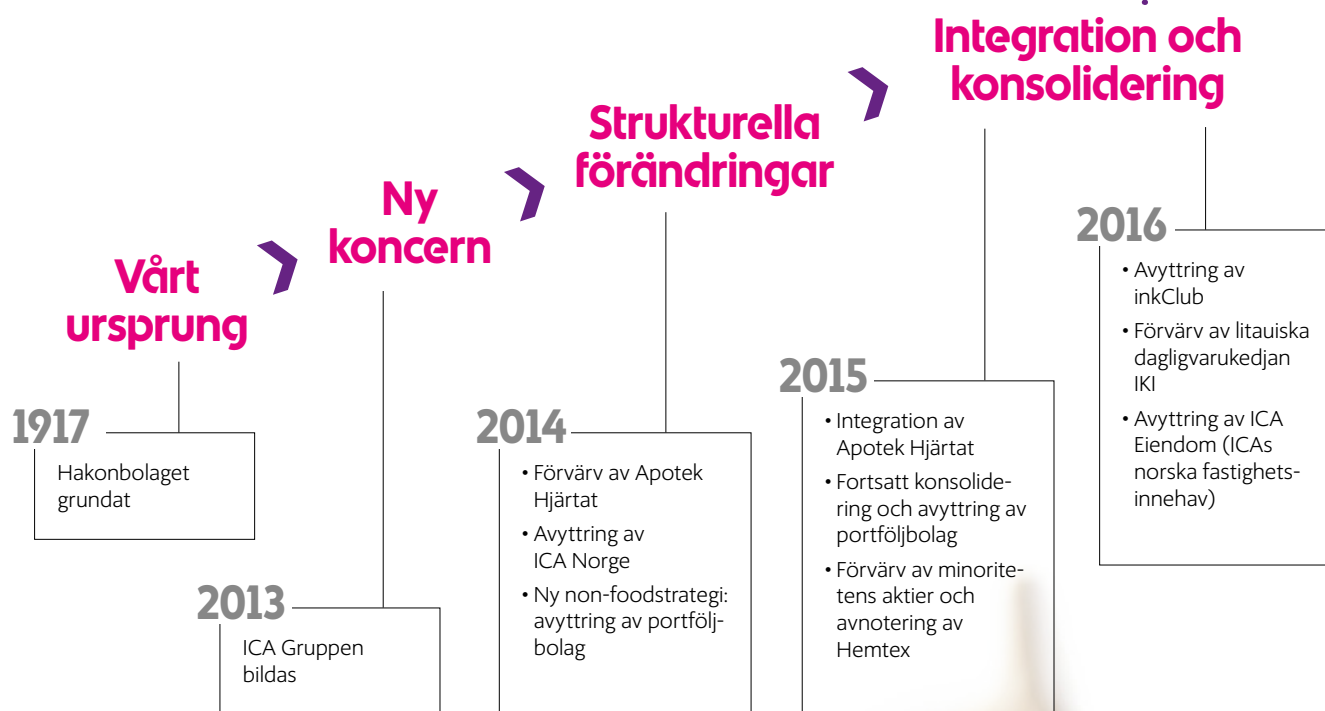 Vårt
ursprung
1917
Hakonbolaget
grundat
Ny
koncern
2013
ICA Gruppen
bildas
Strukturella
förändringar
2014
• Förvärv av Apotek
Hjärtat
• Avyttring av
ICA Norge
• Ny non-foodstrategi:
avyttring av portfölj-
bolag
Integration och
konsolidering
2015
• Integration av
Apotek Hjärtat
• Fortsatt konsolide-
ring och avyttring av
portföljbolag
• Förvärv av minorite-
tens aktier och
avnotering av
Hemtex
2016
• Avyttring av
inkClub
• Förvärv av litauiska
dagligvarukedjan
IKI
• Avyttring av ICA
Eiendom (ICAs
norska fastighets-
innehav)